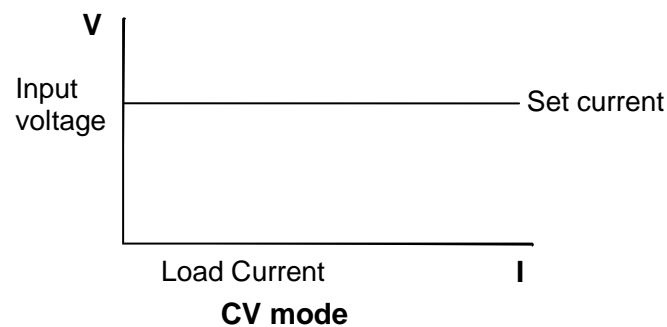 V
Input
voltage
Set current
Load Current
I
CV mode